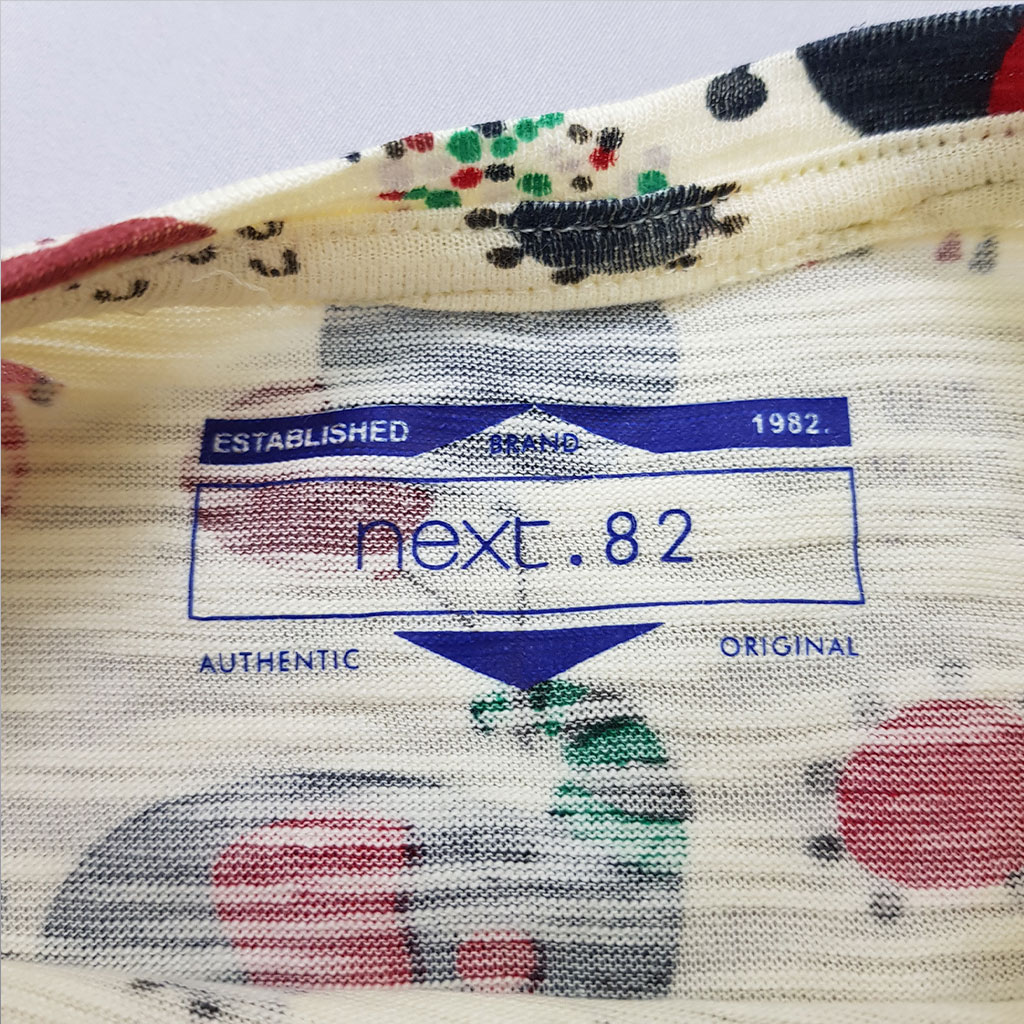 ESTABLISHED BRAND 1982.
next.82
AUTHENTIC ORIGINAL